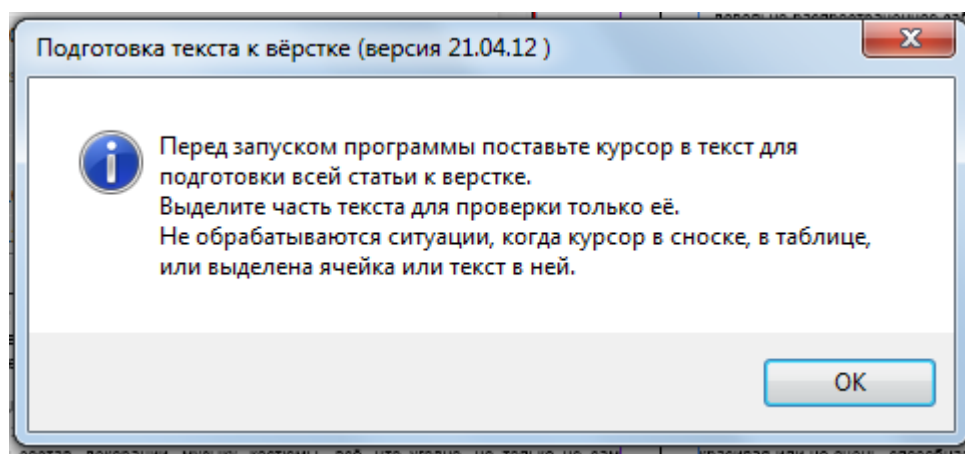 Подготовка текста к вёрстке (версия 21.04.12 )
Перед запуском программы поставьте курсор в текст для
подготовки всей статьи к верстке.
Выделите часть текста для проверки только её.
Не обрабатываются ситуации, когда курсор в сноске, в таблице,
или выделена ячейка или текст в ней.
OK